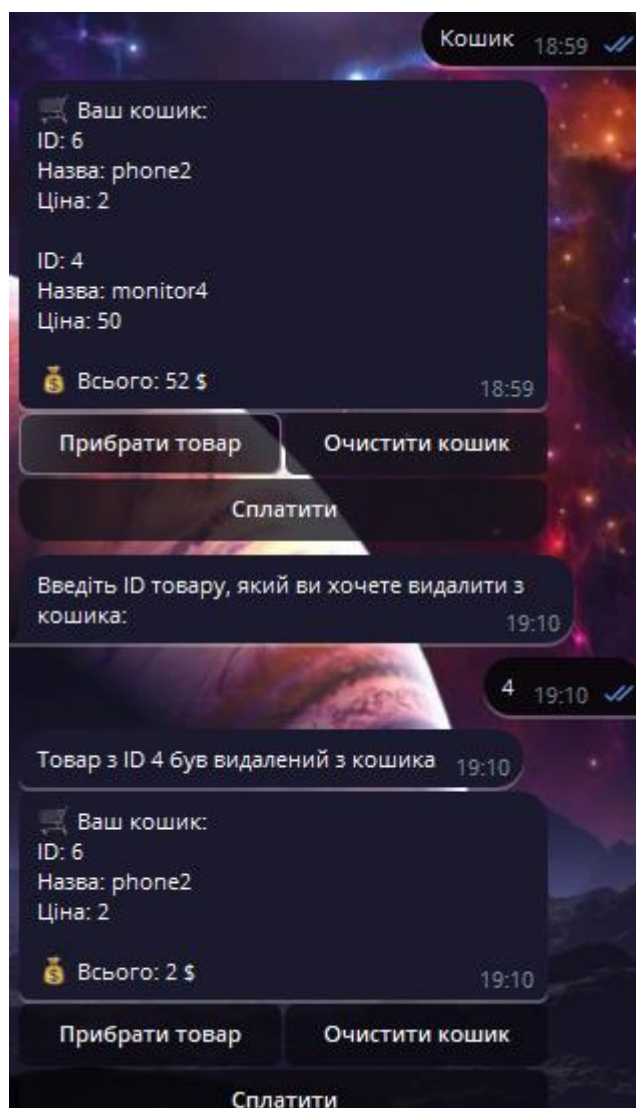 Кошик 18:59
🛒 Ваш кошик:
ID: 6
Назва: phone2
Ціна: 2
ID: 4
Назва: monitor4
Ціна: 50
💰 Всього: 52 $ 18:59
Прибрати товар Очистити кошик
Сплатити
Введіть ID товару, який ви хочете видалити з
кошика: 19:10
4 19:10
Товар з ID 4 був видалений з кошика 19:10
🛒 Ваш кошик:
ID: 6
Назва: phone2
Ціна: 2
💰 Всього: 2 $ 19:10
Прибрати товар Очистити кошик
Сплатити